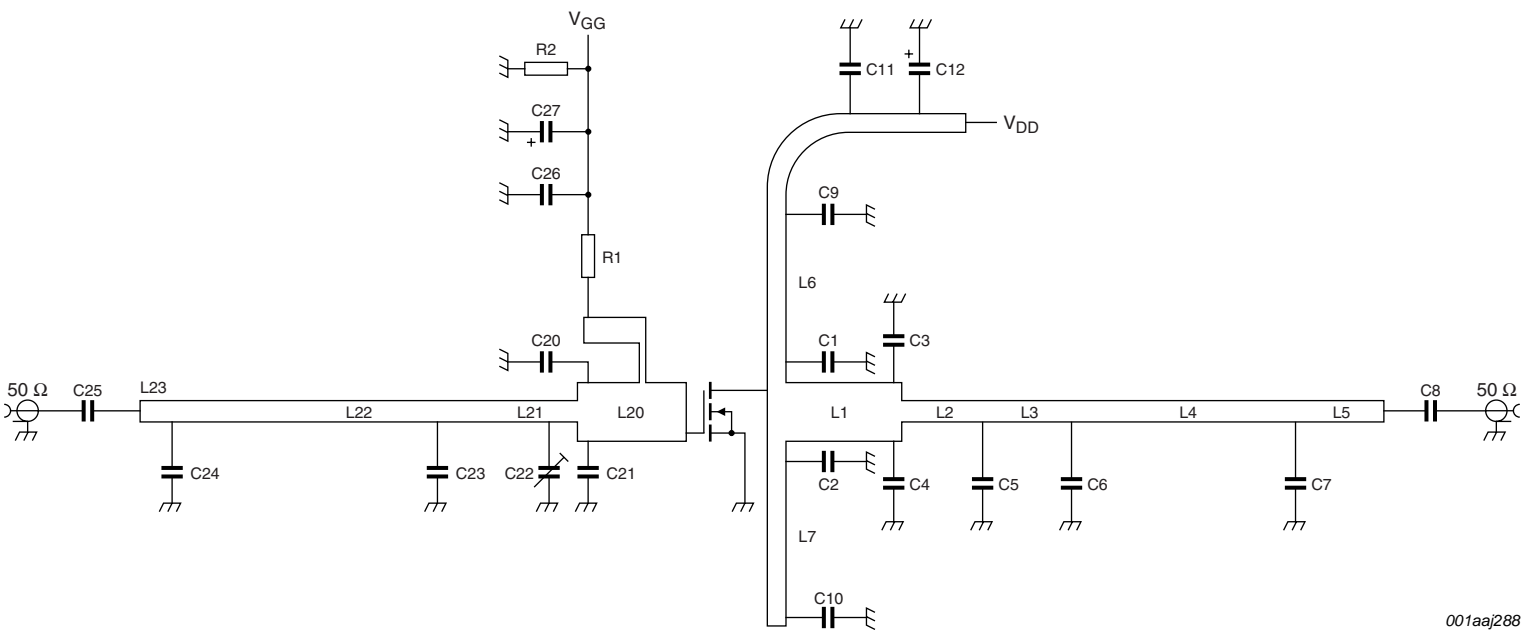 VGG
R2
C11
C12
+
C27
+
VDD
C26
C9
R1
L6
C20
C1
C3
50 Ω
C25
L23
L22
L21
L20
L1
L2
L3
L4
L5
C8
50 Ω
C24
C23
C22
C21
C2
C4
C5
C6
C7
L7
C10
001aaj288